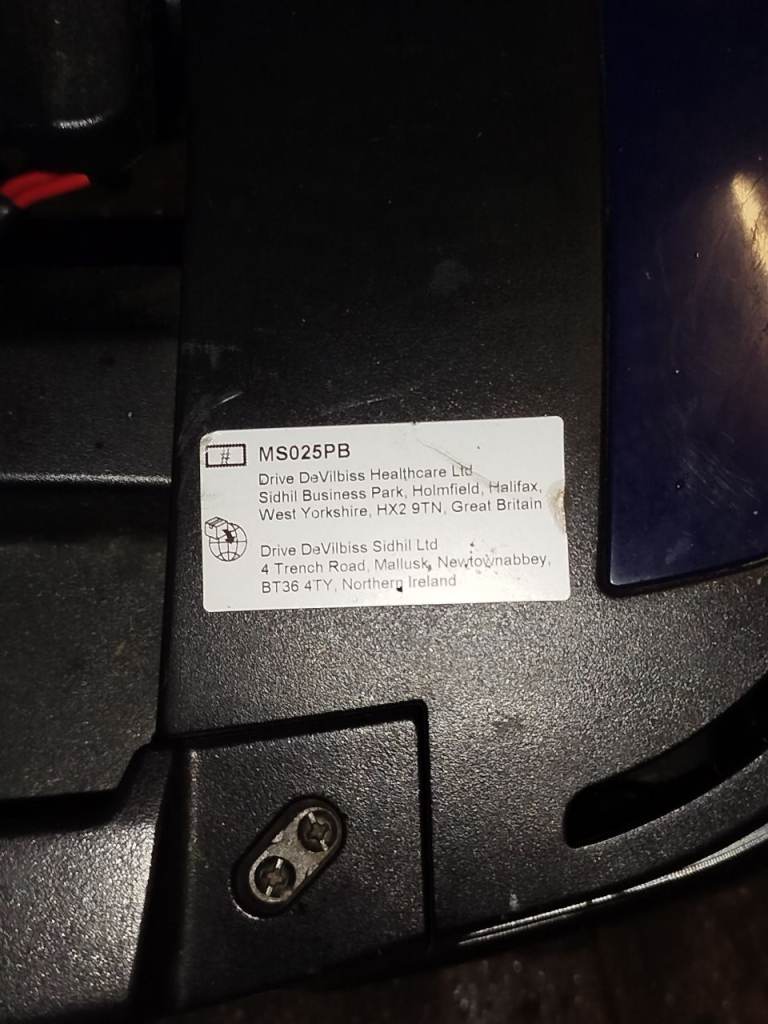 # MS025PB
Drive DeVilbiss Healthcare Ltd
Sidhil Business Park, Holmfield, Halifax,
West Yorkshire, HX2 9TN, Great Britain
Drive DeVilbiss Sidhil Ltd
4 Trench Road, Mallusk, Newtownabbey,
BT36 4TY, Northern Ireland